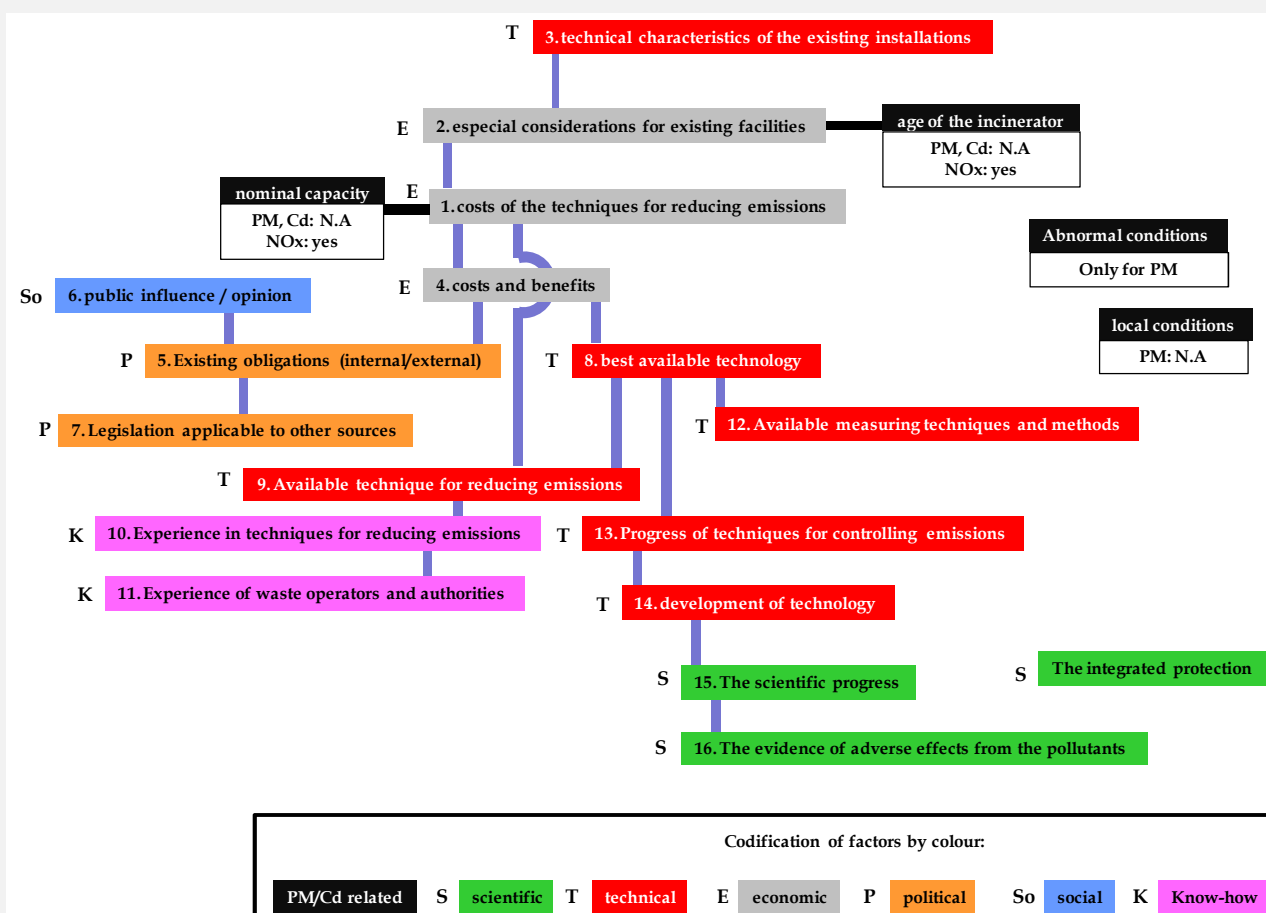 T 3.technical characteristics of the existing installations
E 2.especial considerations for existing facilities
age of the incinerator
PM, Cd: N.A
NOx: yes
nominal capacity
PM, Cd: N.A
NOx: yes
E 1.costs of the techniques for reducing emissions
Abnormal conditions
Only for PM
So 6.public influence / opinion
E 4.costs and benefits
local conditions
PM: N.A
P 5.Existing obligations (internal/external)
T 8.best available technology
P 7.Legislation applicable to other sources
T 12.Available measuring techniques and methods
T 9.Available technique for reducing emissions
K 10.Experience in techniques for reducing emissions
T 13.Progress of techniques for controlling emissions
K 11.Experience of waste operators and authorities
T 14.development of technology
S 15.The scientific progress
S The integrated protection
S 16.The evidence of adverse effects from the pollutants
Codification of factors by colour:
PM/Cd related S scientific T technical E economic P political So social K Know-how